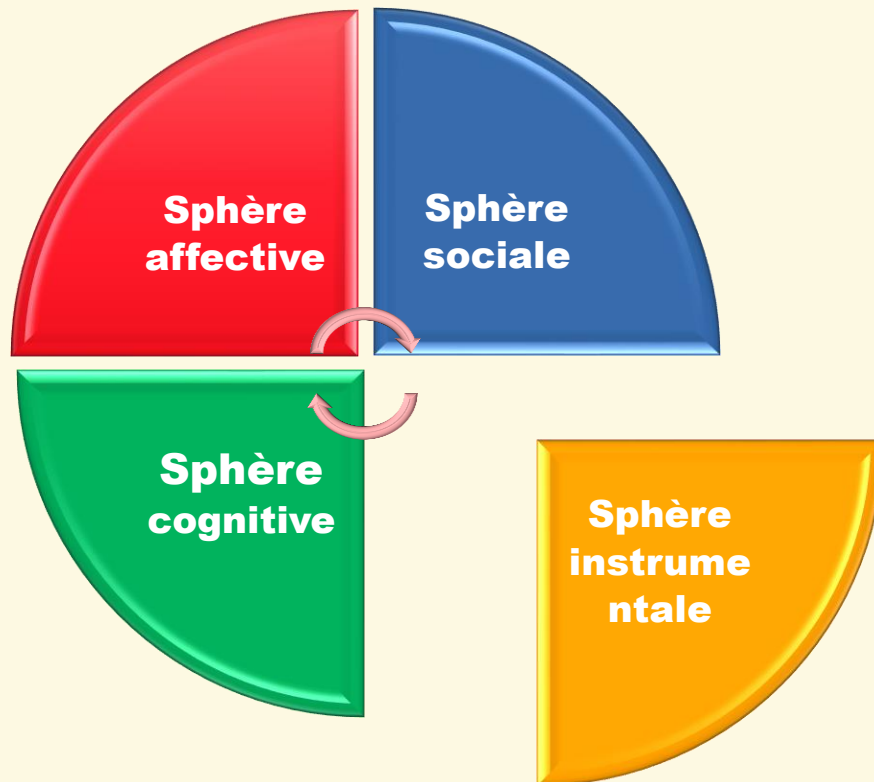 Sphère
affective
Sphère
sociale
Sphère
cognitive
Sphère
instrume
ntale